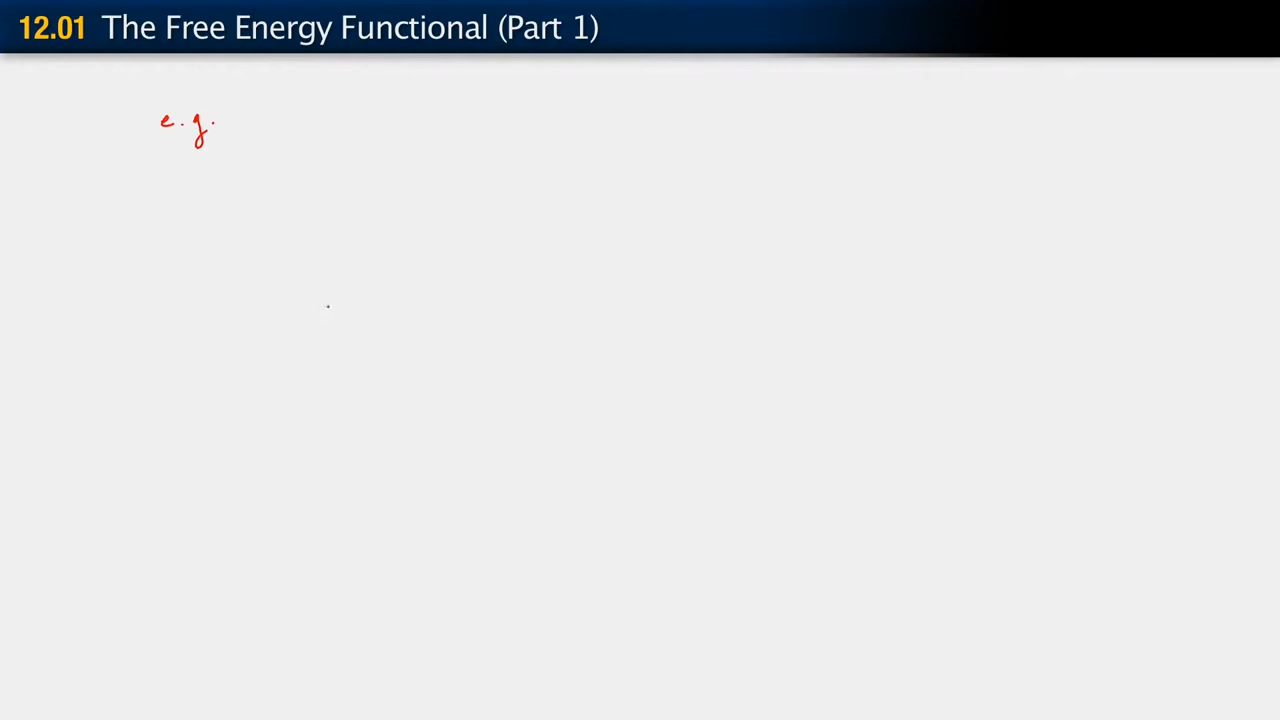 12.01 The Free Energy Functional (Part 1)
e.g.